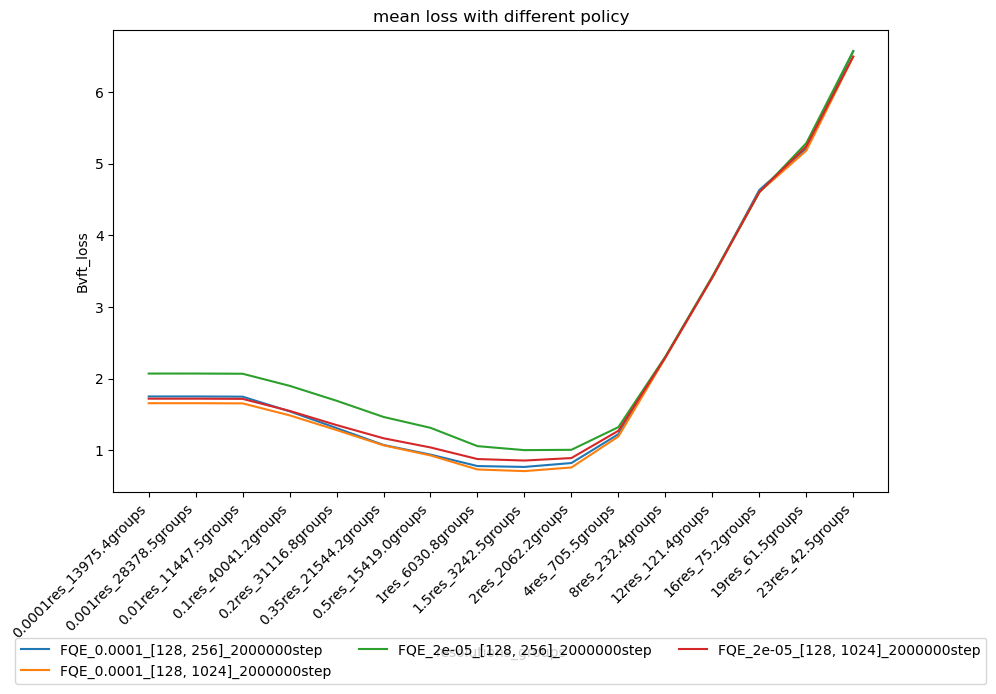 mean loss with different policy
Bvft_loss
6
5
4
3
2
1
0.0001res_13975.4groups
0.001res_28378.5groups
0.01res_11447.5groups
0.1res_40041.2groups
0.2res_31116.8groups
0.35res_21544.2groups
0.5res_15419.0groups
1res_6030.8groups
1.5res_3242.5groups
2res_2062.2groups
4res_705.5groups
8res_232.4groups
12res_121.4groups
16res_75.2groups
19res_61.5groups
23res_42.5groups
FQE_0.0001_[128, 256]_2000000step
FQE_0.0001_[128, 1024]_2000000step
FQE_2e-05_[128, 256]_2000000step
FQE_2e-05_[128, 1024]_2000000step